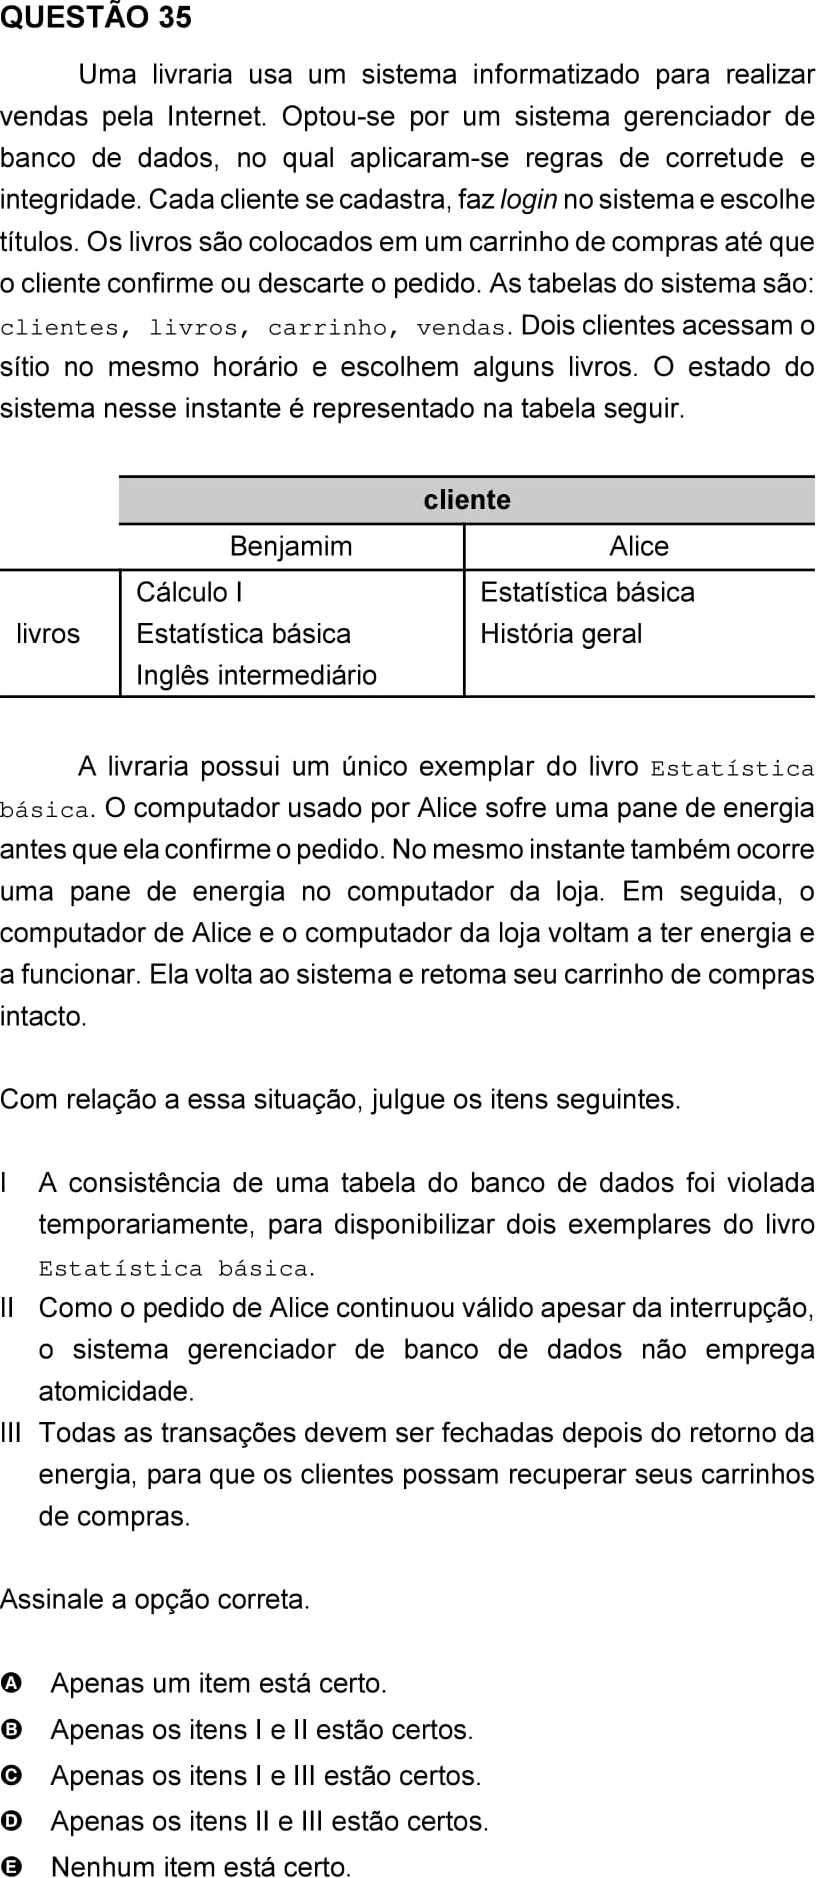 QUESTÃO 35
Uma livraria usa um sistema informatizado para realizar
vendas pela Internet. Optou-se por um sistema gerenciador de
banco de dados, no qual aplicaram-se regras de corretude e
integridade. Cada cliente se cadastra, faz login no sistema e escolhe
títulos. Os livros são colocados em um carrinho de compras até que
o cliente confirme ou descarte o pedido. As tabelas do sistema são:
clientes, livros, carrinho, vendas. Dois clientes acessam o
sítio no mesmo horário e escolhem alguns livros. O estado do
sistema nesse instante é representado na tabela seguir.
cliente
Benjamim Alice
Cálculo I Estatística básica
livros Estatística básica História geral
Inglês intermediário
A livraria possui um único exemplar do livro Estatística
básica. O computador usado por Alice sofre uma pane de energia
antes que ela confirme o pedido. No mesmo instante também ocorre
uma pane de energia no computador da loja. Em seguida, o
computador de Alice e o computador da loja voltam a ter energia e
a funcionar. Ela volta ao sistema e retoma seu carrinho de compras
intacto.
Com relação a essa situação, julgue os itens seguintes.
I A consistência de uma tabela do banco de dados foi violada
temporariamente, para disponibilizar dois exemplares do livro
Estatística básica.
II Como o pedido de Alice continuou válido apesar da interrupção,
o sistema gerenciador de banco de dados não emprega
atomicidade.
III Todas as transações devem ser fechadas depois do retorno da
energia, para que os clientes possam recuperar seus carrinhos
de compras.
Assinale a opção correta.
A Apenas um item está certo.
B Apenas os itens I e II estão certos.
C Apenas os itens I e III estão certos.
D Apenas os itens II e III estão certos.
E Nenhum item está certo.